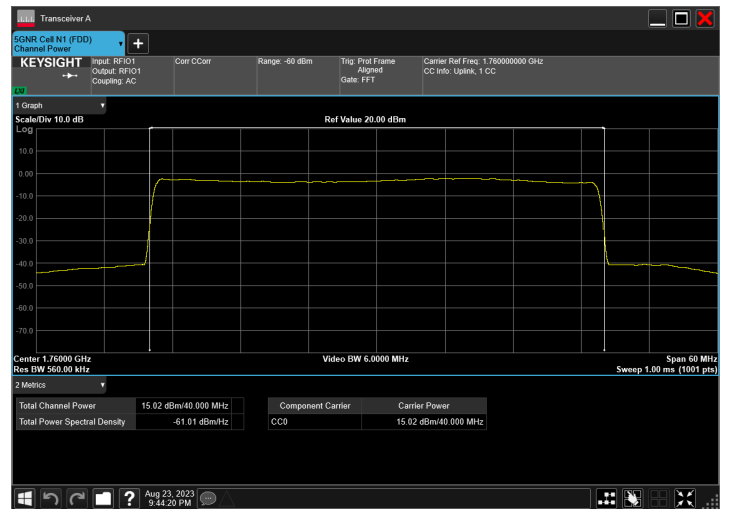 Transceiver A
5GNR Cell N1 (FDD)
Channel Power
KEYSIGHT
Input: RFIO1
Output: RFIO1
Coupling: AC
Corr CCorr
Range: -60 dBm
Trig: Prot Frame
Aligned
Gate: FFT
Carrier Ref Freq: 1.760000000 GHz
CC Info: Uplink, 1 CC
1 Graph
Scale/Div 10.0 dB
Ref Value 20.00 dBm
Log
10.0
0.00
-10.0
-20.0
-30.0
-40.0
-50.0
-60.0
-70.0
Center 1.76000 GHz
Video BW 6.0000 MHz
Span 60 MHz
Res BW 560.00 kHz
Sweep 1.00 ms (1001 pts)
2 Metrics
Total Channel Power 15.02 dBm/40.000 MHz
Total Power Spectral Density -61.01 dBm/Hz
Component Carrier Carrier Power
CC0 15.02 dBm/40.000 MHz
Aug 23, 2023
9:44:20 PM